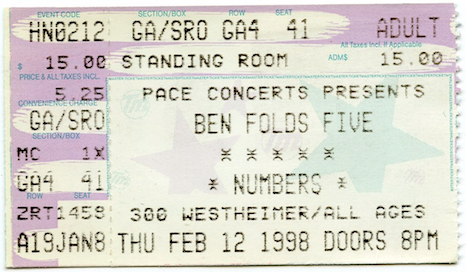 EVENT CODE SECTION/BOX ROW SEAT
HN0212 GA/SRO GA4 41 ADULT
All Taxes Incl. If Applicable
$ 15.00 STANDING ROOM ADM$ 15.00
PRICE & ALL TAXES INCL.
5.25 PACE CONCERTS PRESENTS
CONVENIENCE CHARGE
GA/SRO BEN FOLDS FIVE
SECTION/BOX
MC 1* * * * * *
GA4 41 * NUMBERS *
ROW SEAT
ZRT1458 300 WESTHEIMER/ALL AGES
A19JAN8 THU FEB 12 1998 DOORS 8PM